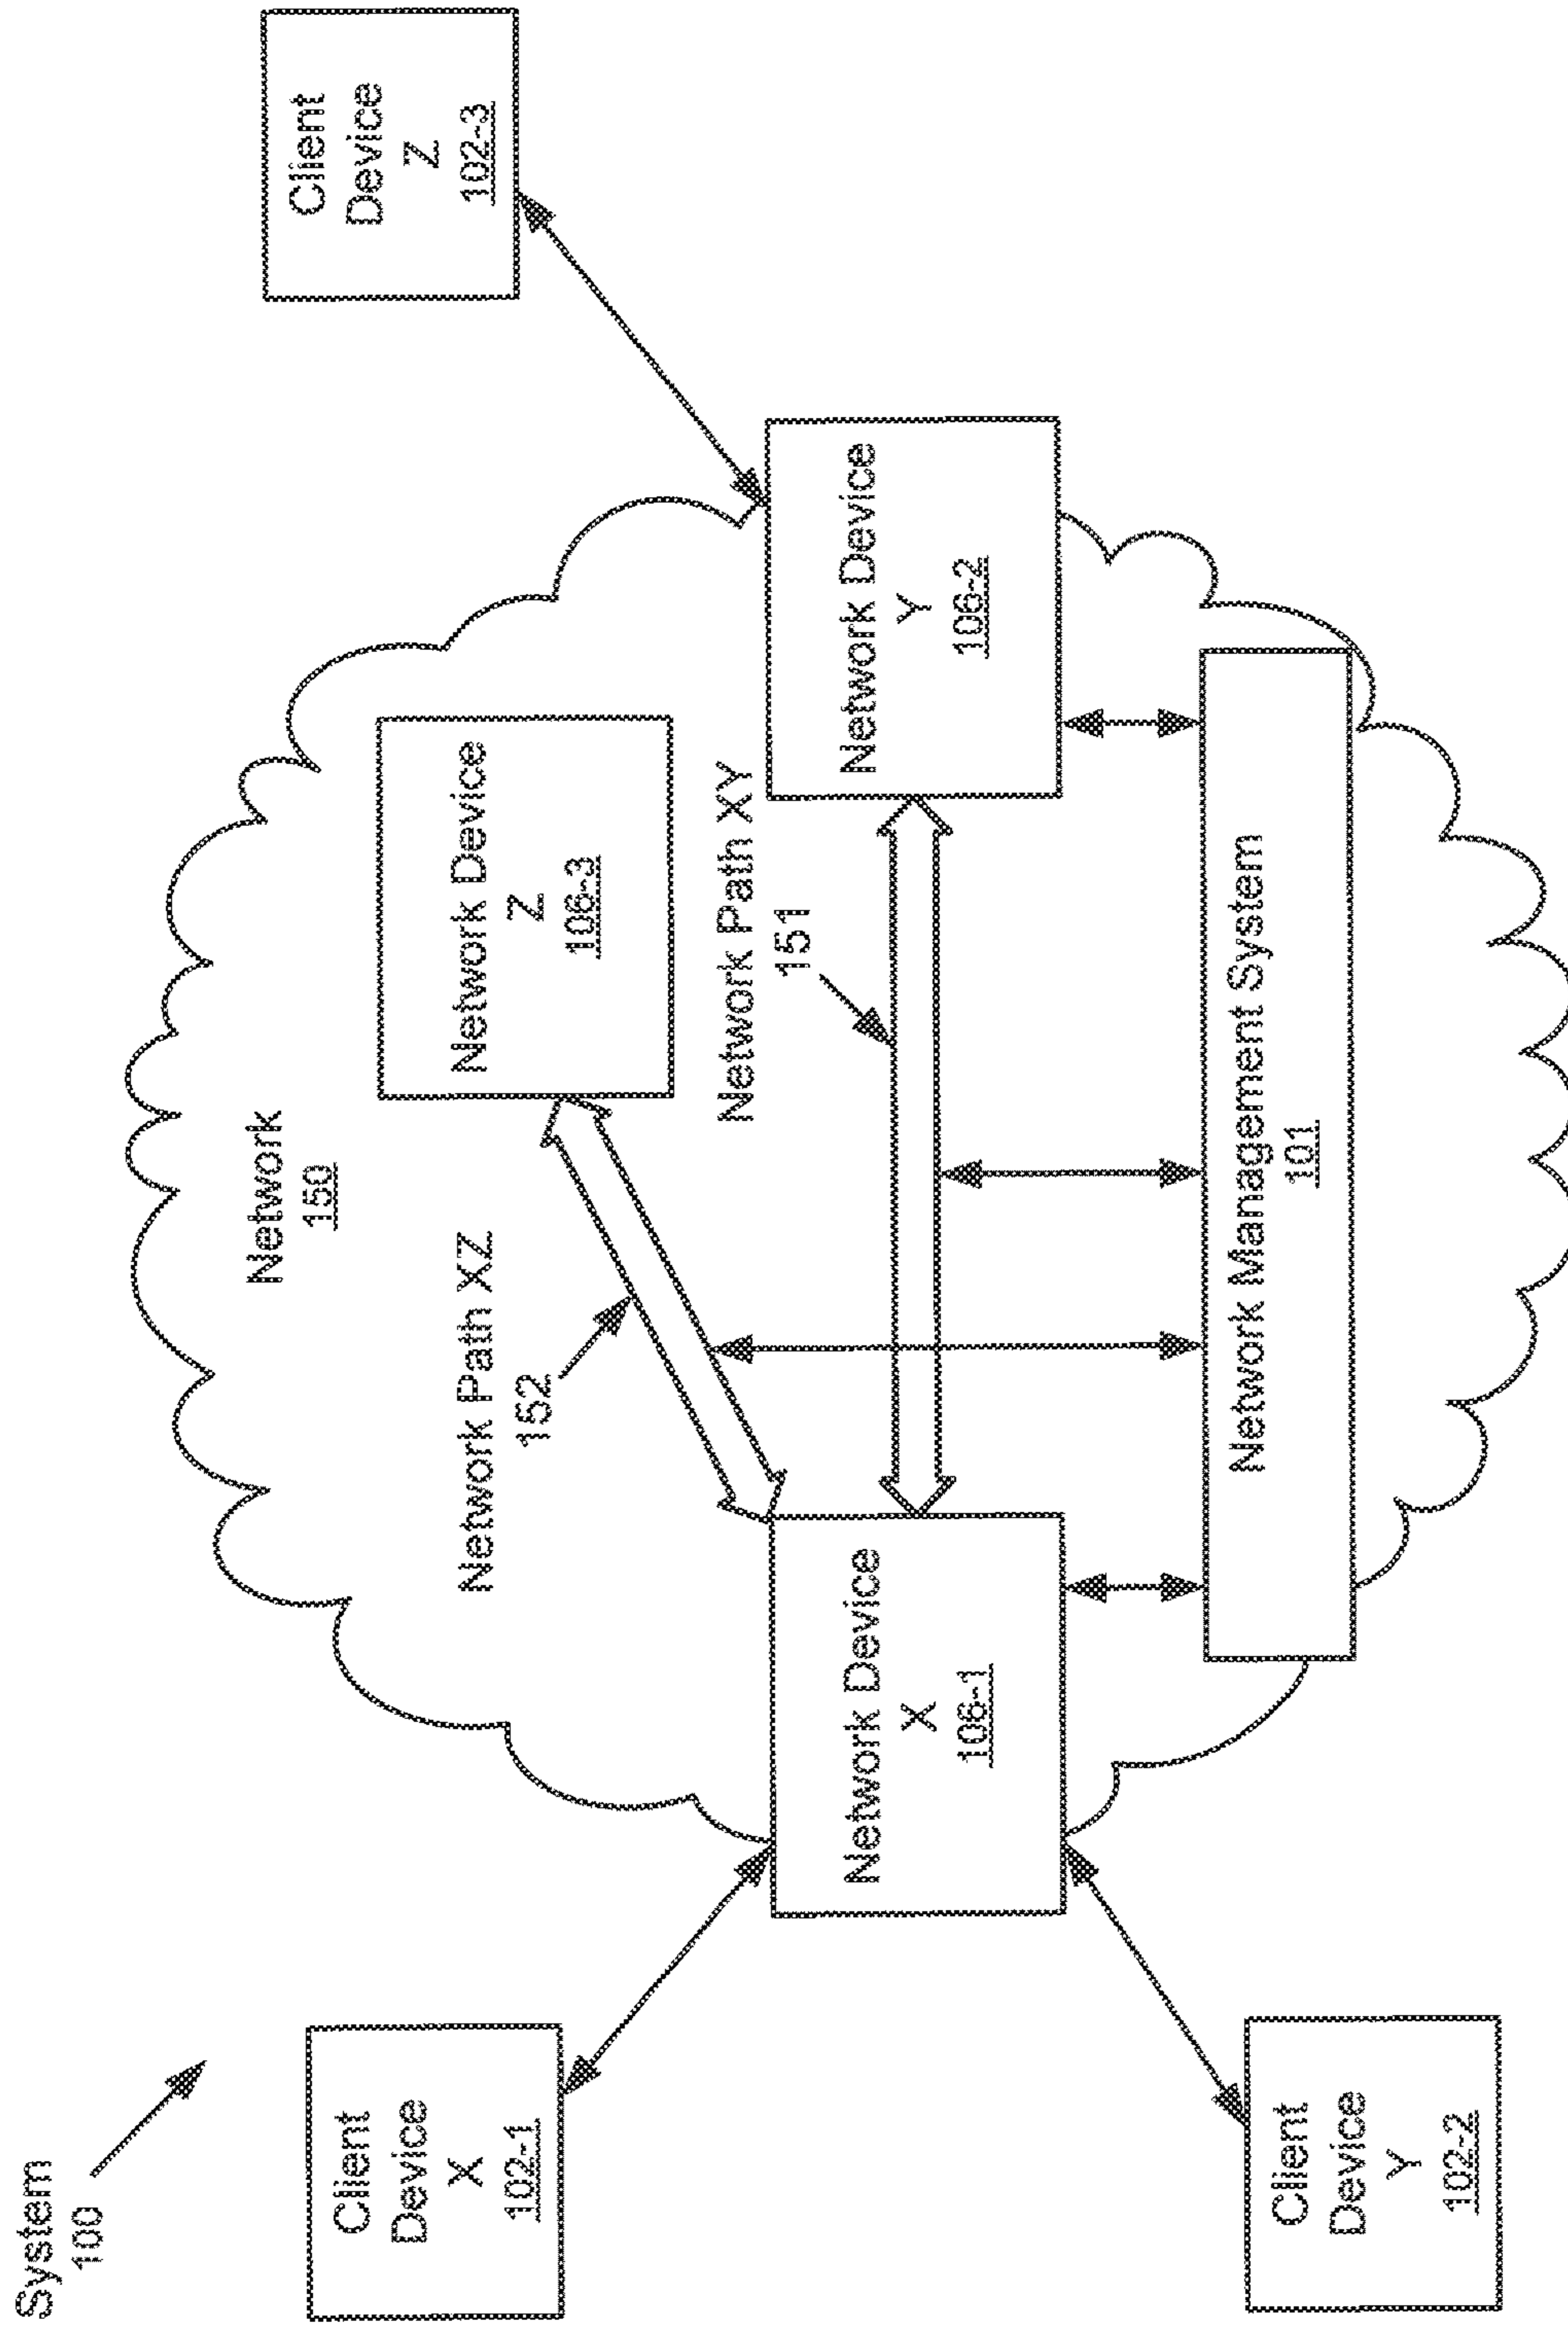 System
100
Client
Device
X
102-1
Client
Device
Y
102-2
Network
150
Network Path XZ
152
Network Device
Z
106-3
Network Path XY
151
Network Device
X
106-1
Network Device
Y
106-2
Network Management System
101
Client
Device
Z
102-3